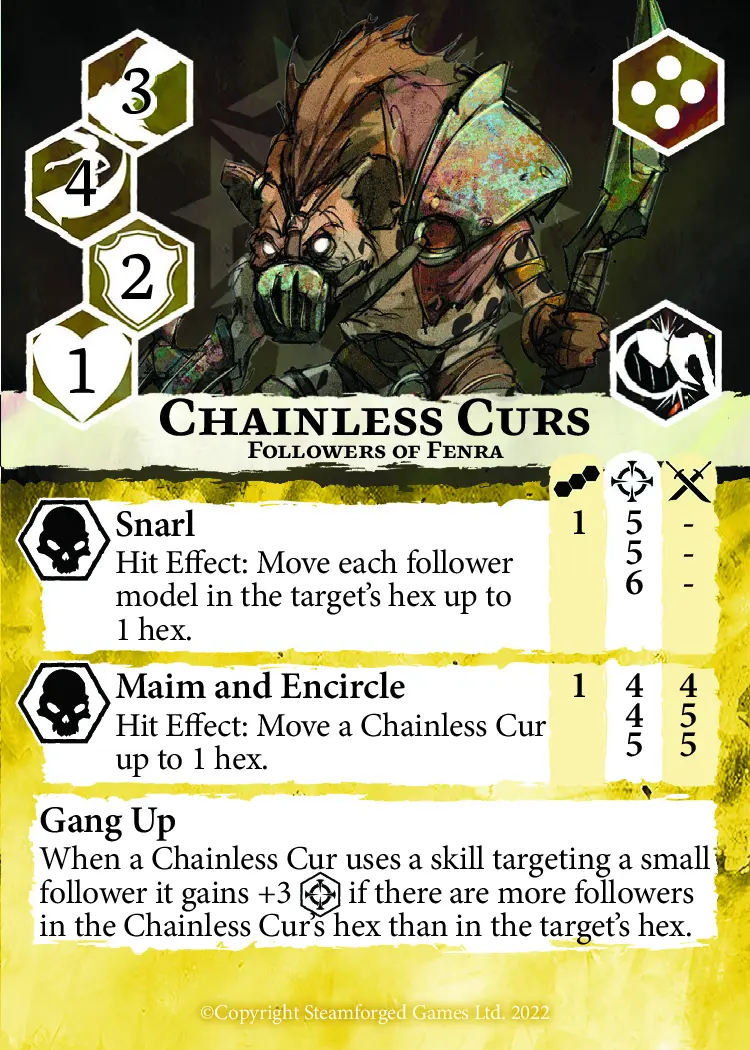 3
4
2
1
Chainless Curs
Followers of Fenra
Snarl
Hit Effect: Move each follower
model in the target's hex up to
1 hex.
1 5 -
5 -
6 -
Maim and Encircle
Hit Effect: Move a Chainless Cur
up to 1 hex.
1 4 4
4 5
5 5
Gang Up
When a Chainless Cur uses a skill targeting a small
follower it gains +3 if there are more followers
in the Chainless Cur's hex than in the target's hex.
©Copyright Steamforged Games Ltd. 2022